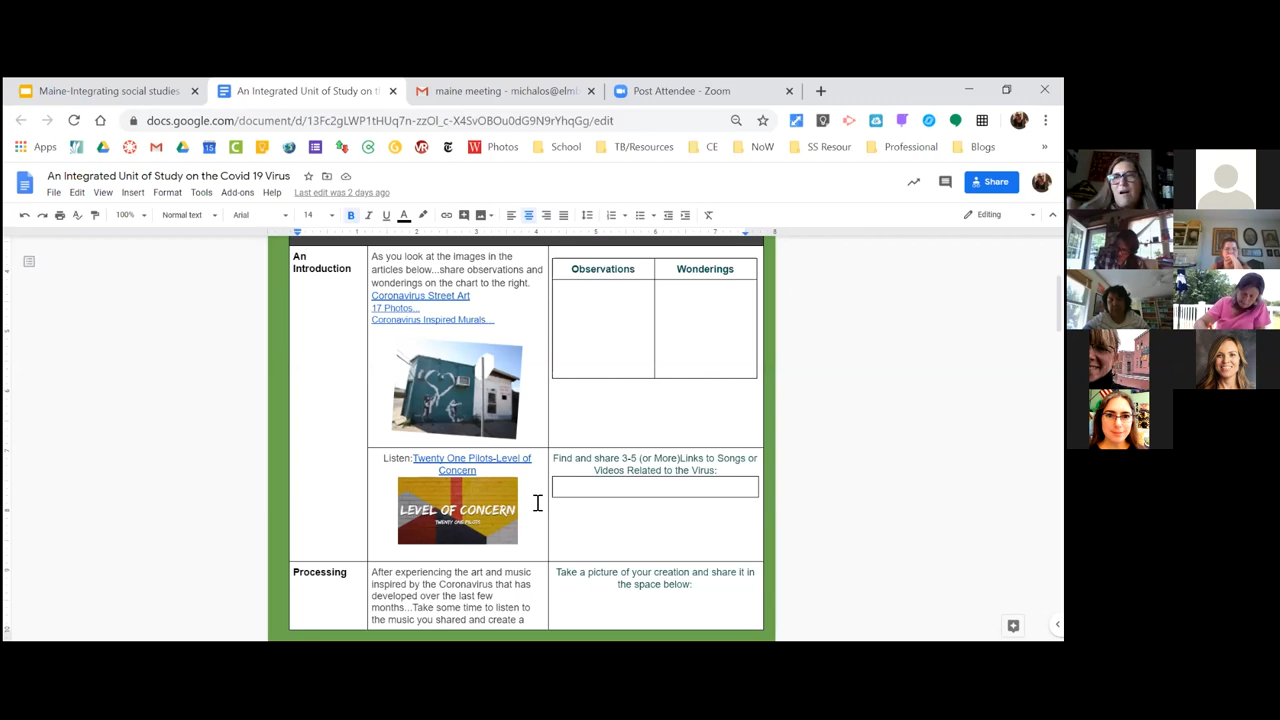 Maine-Integrating social studies
An Integrated Unit of Study on t
maine meeting - michalos@elm
Post Attendee - Zoom
docs.google.com/document/d/13Fc2gLWP1tHUq7n-zzOl_c-X4SvOBOu0dG9N9rYhqGg/edit
Apps
Photos
School
TB/Resources
CE
NoW
SS Resour
Professional
Blogs
An Integrated Unit of Study on the Covid 19 Virus
Share
File Edit View Insert Format Tools Add-ons Help
Last edit was 2 days ago
100%
Normal text
Arial
14
Editing
An
Introduction
As you look at the images in the
articles below...share observations and
wonderings on the chart to the right.
Coronavirus Street Art
17 Photos...
Coronavirus Inspired Murals...
Observations
Wonderings
Listen:Twenty One Pilots-Level of
Concern
LEVEL OF CONCERN
TWENTY ONE PILOTS
Find and share 3-5 (or More)Links to Songs or
Videos Related to the Virus:
Processing
After experiencing the art and music
inspired by the Coronavirus that has
developed over the last few
months...Take some time to listen to
the music you shared and create a
Take a picture of your creation and share it in
the space below: